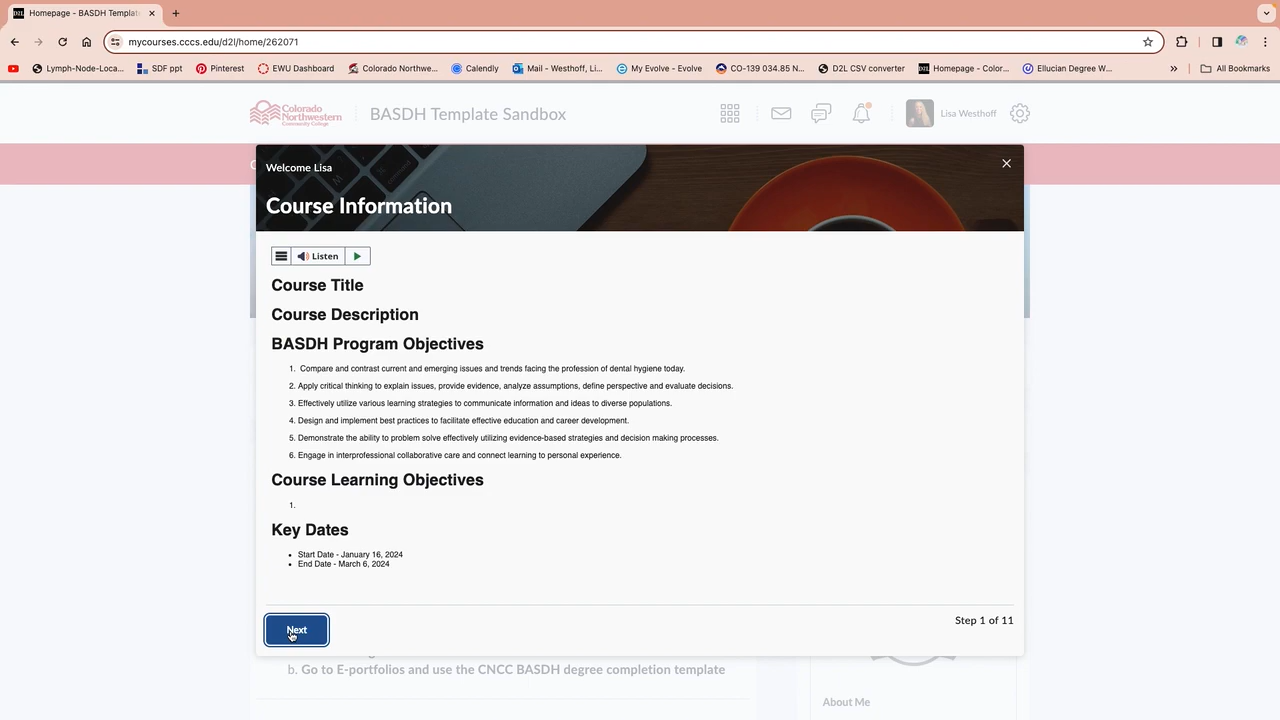 Homepage - BASDH Templat
mycourses.cccs.edu/d2l/home/262071
Lymph-Node-Loca...
SDF ppt
Pinterest
EWU Dashboard
Colorado Northwe...
Calendly
Mail - Westhoff, Li...
My Evolve - Evolve
CO-139 034.85 N...
D2L CSV converter
Homepage - Color...
Ellucian Degree W...
»
All Bookmarks
Colorado
Northwestern
Community College
BASDH Template Sandbox
Lisa Westhoff
Welcome Lisa
Course Information
Listen
Course Title
Course Description
BASDH Program Objectives
1. Compare and contrast current and emerging issues and trends facing the profession of dental hygiene today.
2. Apply critical thinking to explain issues, provide evidence, analyze assumptions, define perspective and evaluate decisions.
3. Effectively utilize various learning strategies to communicate information and ideas to diverse populations.
4. Design and implement best practices to facilitate effective education and career development.
5. Demonstrate the ability to problem solve effectively utilizing evidence-based strategies and decision making processes.
6. Engage in interprofessional collaborative care and connect learning to personal experience.
Course Learning Objectives
1.
Key Dates
• Start Date - January 16, 2024
• End Date - March 6, 2024
Next
Step 1 of 11
b. Go to E-portfolios and use the CNCC BASDH degree completion template
About Me